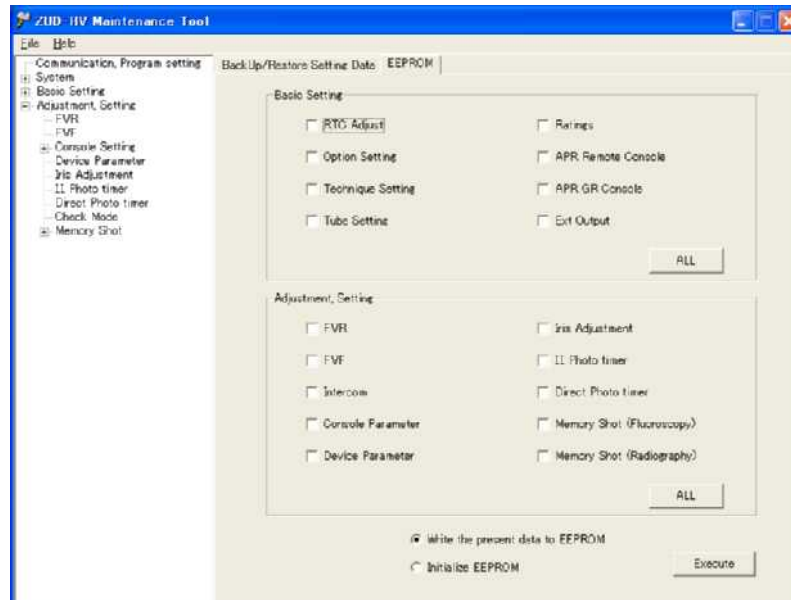 ZUD-HV Maintenance Tool
File Help
Communication, Program setting
System
Basic Setting
Adjustment, Setting
FVR
FVF
Console Setting
Device Parameter
Iris Adjustment
II Photo timer
Direct Photo timer
Check Mode
Memory Shot
BackUp/Restore Setting Data EEPROM
Basic Setting
RTC Adjust Ratings
Option Setting APR Remote Console
Technique Setting APR GR Console
Tube Setting Ext Output
ALL
Adjustment, Setting
FVR Iris Adjustment
FVF II Photo timer
Intercom Direct Photo timer
Console Parameter Memory Shot (Fluoroscopy)
Device Parameter Memory Shot (Radiography)
ALL
Write the present data to EEPROM
Initialize EEPROM Execute